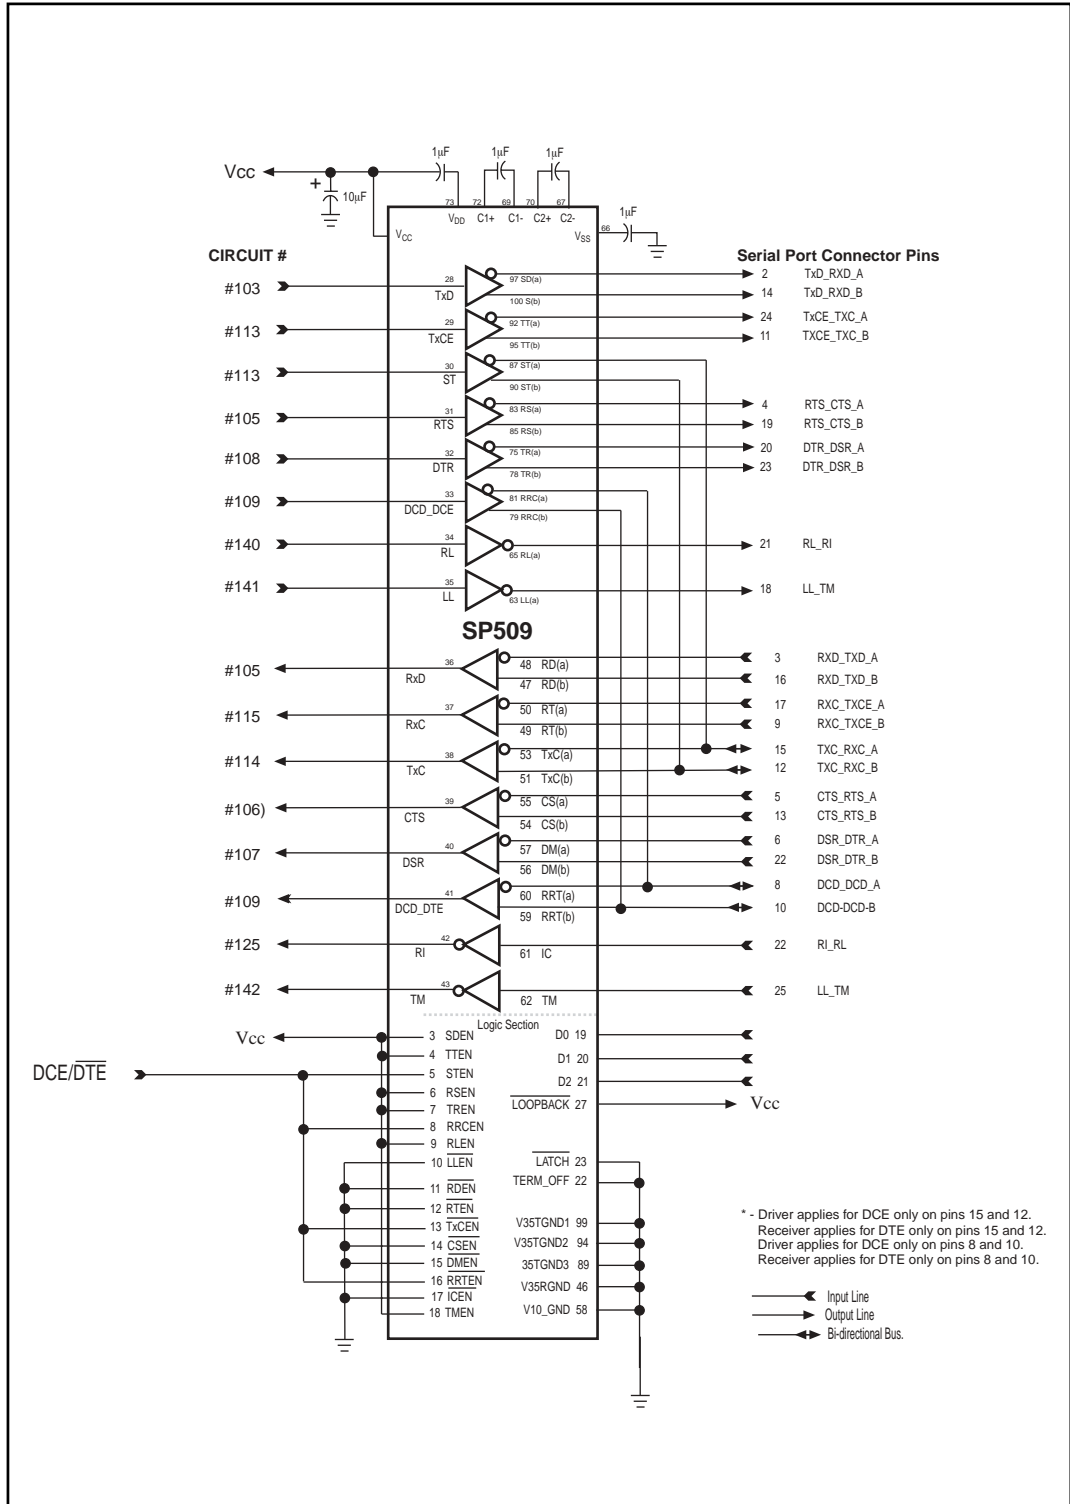 1µF 1µF 1µF
Vcc
+ 10µF
73 72 69 70 67
VDD C1+ C1- C2+ C2-
1µF
VCC VSS 66
CIRCUIT # Serial Port Connector Pins
#103 28 TxD 97 SD(a) 2 TxD_RXD_A
100 S(b) 14 TxD_RXD_B
#113 29 TxCE 92 TT(a) 24 TxCE_TXC_A
95 TT(b) 11 TXCE_TXC_B
#113 30 ST 87 ST(a)
90 ST(b)
#105 31 RTS 83 RS(a) 4 RTS_CTS_A
85 RS(b) 19 RTS_CTS_B
#108 32 DTR 75 TR(a) 20 DTR_DSR_A
78 TR(b) 23 DTR_DSR_B
#109 33 DCD_DCE 81 RRC(a)
79 RRC(b)
#140 34 RL 65 RL(a) 21 RL_RI
#141 35 LL 63 LL(a) 18 LL_TM
SP509
#105 36 RxD 48 RD(a) 3 RXD_TXD_A
47 RD(b) 16 RXD_TXD_B
#115 37 RxC 50 RT(a) 17 RXC_TXCE_A
49 RT(b) 9 RXC_TXCE_B
#114 38 TxC 53 TxC(a) 15 TXC_RXC_A
51 TxC(b) 12 TXC_RXC_B
#106) 39 CTS 55 CS(a) 5 CTS_RTS_A
54 CS(b) 13 CTS_RTS_B
#107 40 DSR 57 DM(a) 6 DSR_DTR_A
56 DM(b) 22 DSR_DTR_B
#109 41 DCD_DTE 60 RRT(a) 8 DCD_DCD_A
59 RRT(b) 10 DCD-DCD-B
#125 42 RI 61 IC 22 RI_RL
#142 43 TM 62 TM 25 LL_TM
Logic Section
Vcc 3 SDEN D0 19
4 TTEN D1 20
DCE/DTE 5 STEN D2 21
6 RSEN
7 TREN LOOPBACK 27 Vcc
8 RRCEN
9 RLEN
10 LLEN LATCH 23
11 RDEN TERM_OFF 22
12 RTEN
13 TxCEN V35TGND1 99
14 CSEN V35TGND2 94
15 DMEN 35TGND3 89
16 RRTEN V35RGND 46
17 ICEN
18 TMEN V10_GND 58
* - Driver applies for DCE only on pins 15 and 12.
Receiver applies for DTE only on pins 15 and 12.
Driver applies for DCE only on pins 8 and 10.
Receiver applies for DTE only on pins 8 and 10.
Input Line
Output Line
Bi-directional Bus.